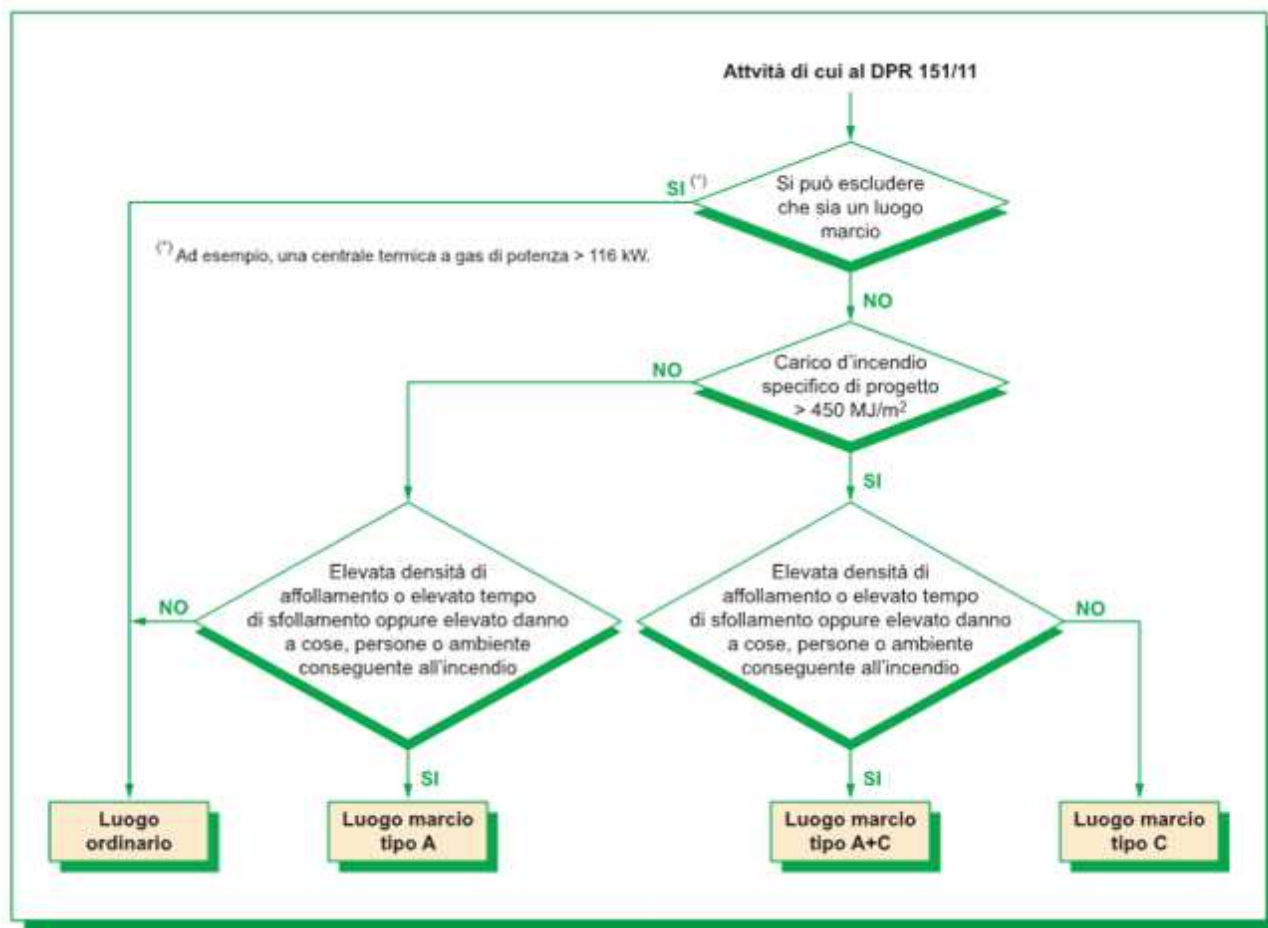 Attvità di cui al DPR 151/11
SI (*)
Si può escludere
che sia un luogo
marcio
(*) Ad esempio, una centrale termica a gas di potenza > 116 kW.
NO
NO
Carico d'incendio
specifico di progetto
> 450 MJ/m²
SI
Elevata densità di
affollamento o elevato tempo
di sfollamento oppure elevato danno
a cose, persone o ambiente
conseguente all'incendio
NO
SI
Elevata densità di
affollamento o elevato tempo
di sfollamento oppure elevato danno
a cose, persone o ambiente
conseguente all'incendio
NO
SI
Luogo
ordinario
Luogo marcio
tipo A
Luogo marcio
tipo A+C
Luogo marcio
tipo C